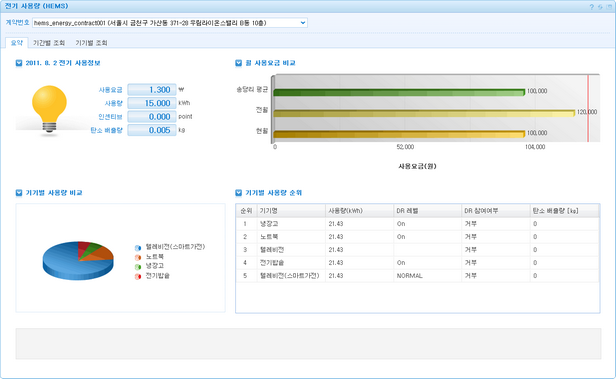 전기 사용량 (HEMS)
계약번호 hems_energy_contract001 (서울시 금천구 가산동 371-28 우림라이온스밸리 B동 10층)
요약 기간별 조회 기기별 조회
2011. 8. 2 전기 사용정보
사용요금 1.300 ₩
사용량 15.000 kWh
인센티브 0.000 point
탄소 배출량 0.005 kg
월 사용요금 비교
송달리 평균 100,000
전월 120,000
현월 100,000
0 52,000 104,000
사용요금(원)
기기별 사용량 비교
텔레비전(스마트가전)
노트북
냉장고
전기밥솥
기기별 사용량 순위
순위 기기명 사용량(kWh) DR 레벨 DR 참여여부 탄소 배출량 [kg]
1 냉장고 21.43 On 거부 0
2 노트북 21.43 On 거부 0
3 텔레비전 21.43 거부 0
4 전기밥솥 21.43 On 거부 0
5 텔레비전(스마트가전) 21.43 NORMAL 거부 0